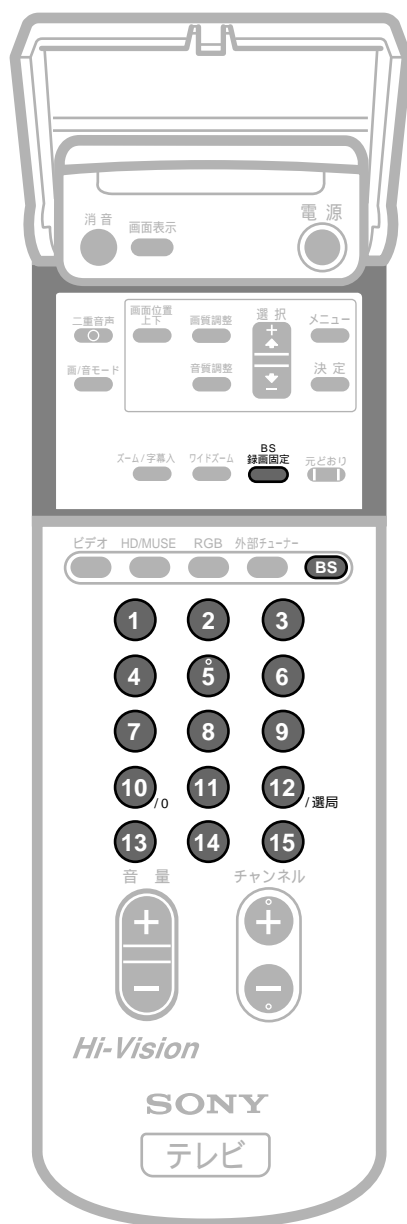 消音 画面表示 電源
二重音声 画面位置上下 画質調整 選択 メニュー
+
画/音モード 音質調整 決定
−
BS
ズーム/字幕入 ワイドズーム 録画固定 元どおり
ビデオ HD/MUSE RGB 外部チューナー
BS
1 2 3
4 5 6
7 8 9
10/0 11 12/選局
13 14 15
音量 チャンネル
+ +
− −
Hi-Vision
SONY
テレビ